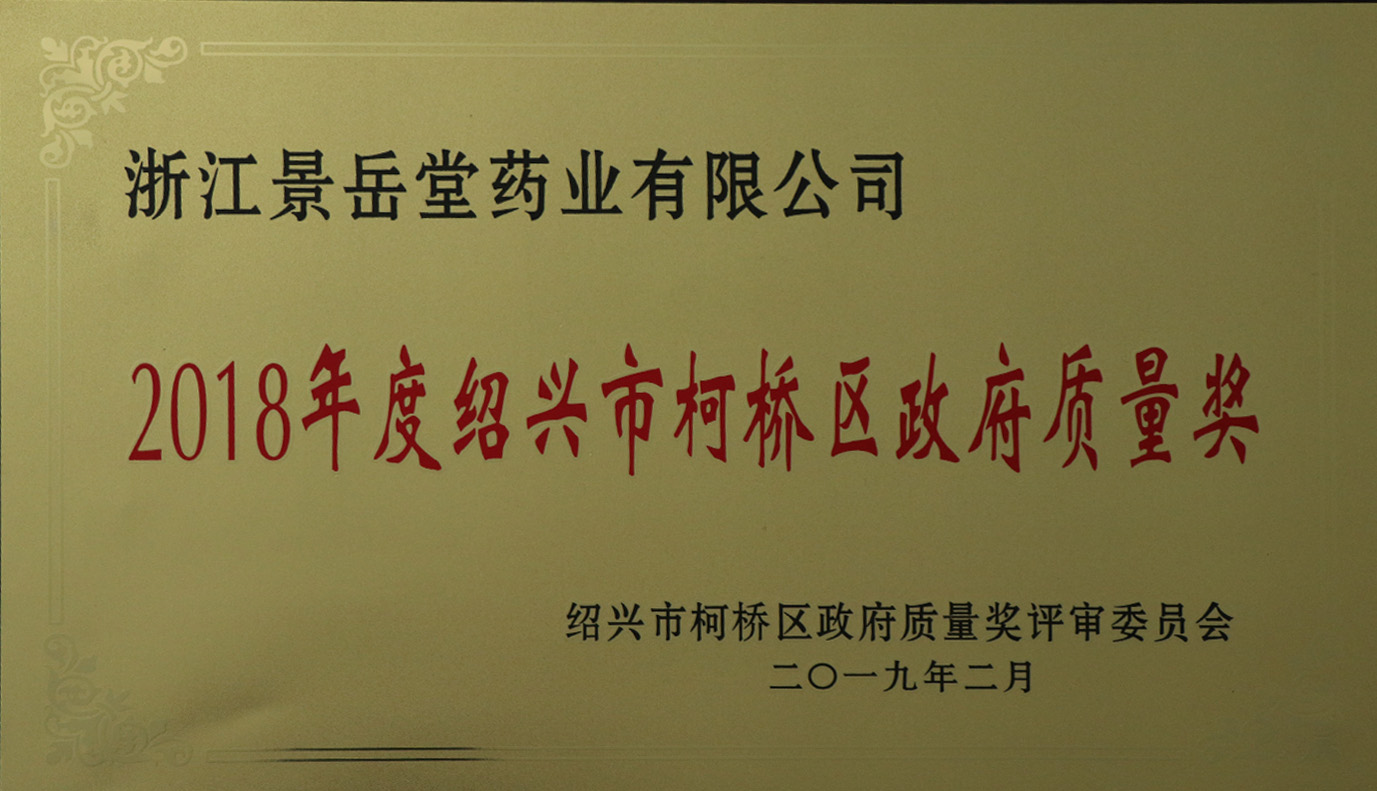 浙江景岳堂药业有限公司
2018年度绍兴市柯桥区政府质量奖
绍兴市柯桥区政府质量奖评审委员会
二〇一九年二月